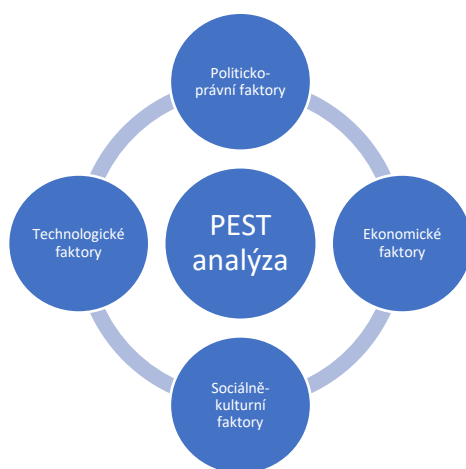 Politicko-
právní faktory
Technologické
faktory
PEST
analýza
Ekonomické
faktory
Sociálně-
kulturní
faktory